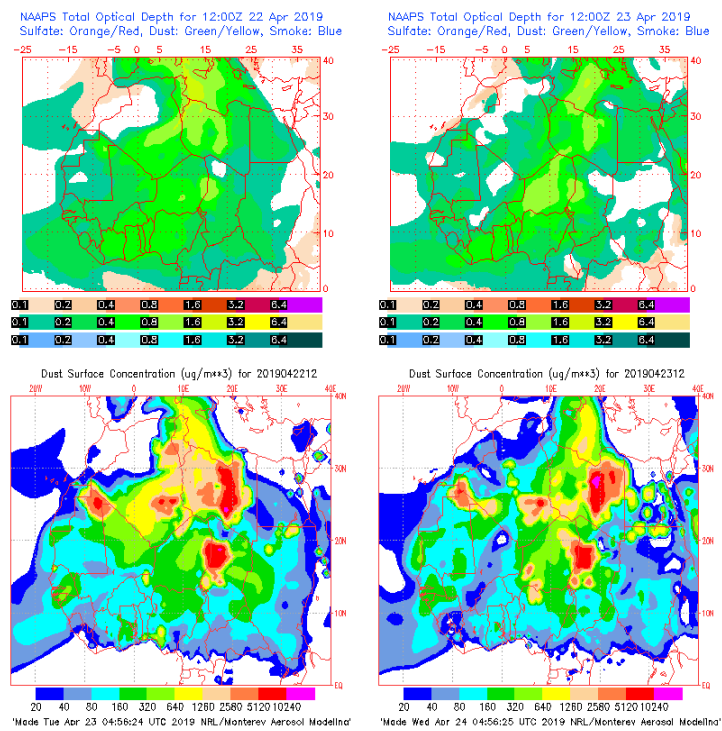 NAAPS Total Optical Depth for 12:00Z 22 Apr 2019
Sulfate: Orange/Red, Dust: Green/Yellow, Smoke: Blue
-25 -15 -5 0 5 15 25 35
40
30
20
10
0
0.1 0.2 0.4 0.8 1.6 3.2 6.4
0.1 0.2 0.4 0.8 1.6 3.2 6.4
0.1 0.2 0.4 0.8 1.6 3.2 6.4
NAAPS Total Optical Depth for 12:00Z 23 Apr 2019
Sulfate: Orange/Red, Dust: Green/Yellow, Smoke: Blue
-25 -15 -5 0 5 15 25 35
40
30
20
10
0
0.1 0.2 0.4 0.8 1.6 3.2 6.4
0.1 0.2 0.4 0.8 1.6 3.2 6.4
0.1 0.2 0.4 0.8 1.6 3.2 6.4
Dust Surface Concentration (ug/m**3) for 2019042212
20W 10W 0 10E 20E 30E 40E
40N
30N
20N
10N
EQ
20 40 80 160 320 640 1280 2560 5120 10240
'Made Tue Apr 23 04:56:24 UTC 2019 NRL/Monterey Aerosol Modeling'
Dust Surface Concentration (ug/m**3) for 2019042312
20W 10W 0 10E 20E 30E 40E
40N
30N
20N
10N
EQ
20 40 80 160 320 640 1280 2560 5120 10240
'Made Wed Apr 24 04:56:25 UTC 2019 NRL/Monterey Aerosol Modeling'